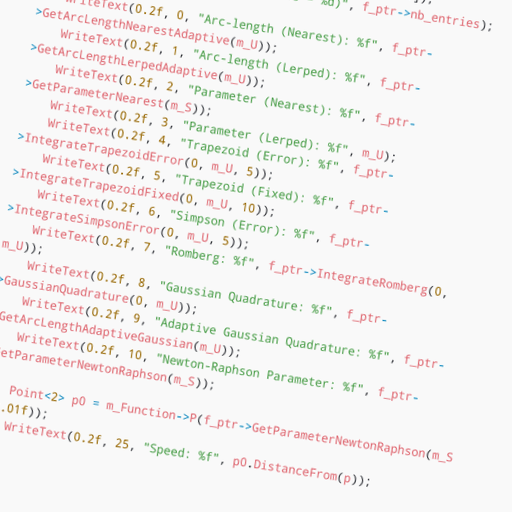 = %d)", f_ptr->nb_entries);
WriteText(0.2f, 0, "Arc-length (Nearest): %f", f_ptr-
>GetArcLengthNearestAdaptive(m_U));
WriteText(0.2f, 1, "Arc-length (Lerped): %f", f_ptr-
>GetArcLengthLerpedAdaptive(m_U));
WriteText(0.2f, 2, "Parameter (Nearest): %f", f_ptr-
>GetParameterNearest(m_S));
WriteText(0.2f, 3, "Parameter (Lerped): %f", m_U);
WriteText(0.2f, 4, "Trapezoid (Error): %f", f_ptr-
>IntegrateTrapezoidError(0, m_U, 5));
WriteText(0.2f, 5, "Trapezoid (Fixed): %f", f_ptr-
>IntegrateTrapezoidFixed(0, m_U, 10));
WriteText(0.2f, 6, "Simpson (Error): %f", f_ptr-
>IntegrateSimpsonError(0, m_U, 5));
WriteText(0.2f, 7, "Romberg: %f", f_ptr->IntegrateRomberg(0,
m_U));
WriteText(0.2f, 8, "Gaussian Quadrature: %f", f_ptr-
>GaussianQuadrature(0, m_U));
WriteText(0.2f, 9, "Adaptive Gaussian Quadrature: %f", f_ptr-
GetArcLengthAdaptiveGaussian(m_U));
WriteText(0.2f, 10, "Newton-Raphson Parameter: %f", f_ptr-
GetParameterNewtonRaphson(m_S));
Point<2> p0 = m_Function->P(f_ptr->GetParameterNewtonRaphson(m_S
.01f));
WriteText(0.2f, 25, "Speed: %f", p0.DistanceFrom(p));